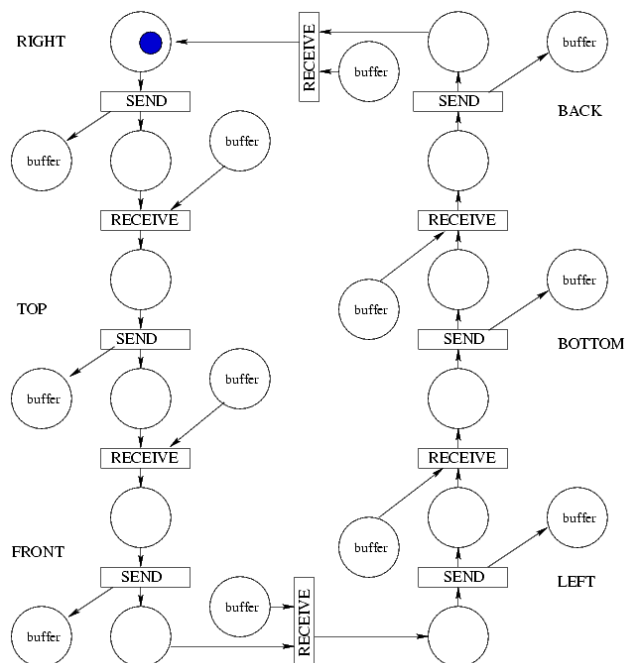 RIGHT
RECEIVE
buffer
buffer
SEND
SEND
BACK
buffer
buffer
RECEIVE
RECEIVE
TOP
buffer
buffer
SEND
SEND
BOTTOM
buffer
buffer
RECEIVE
RECEIVE
FRONT
buffer
buffer
SEND
SEND
LEFT
buffer
buffer
RECEIVE